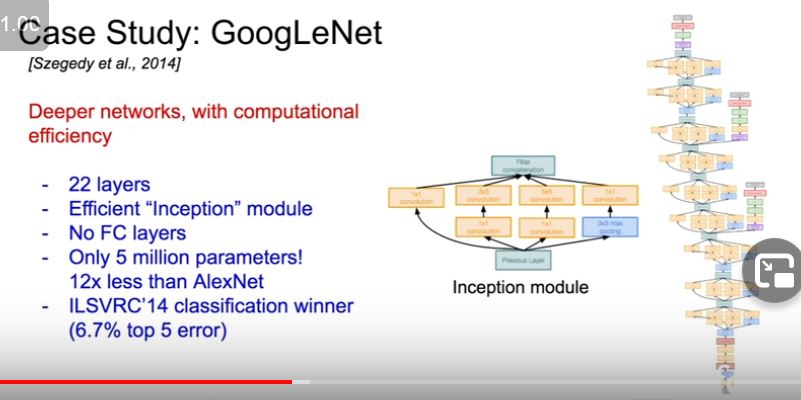 1.00
Case Study: GoogLeNet
[Szegedy et al., 2014]
Deeper networks, with computational
efficiency
- 22 layers
- Efficient “Inception” module
- No FC layers
- Only 5 million parameters!
12x less than AlexNet
- ILSVRC’14 classification winner
(6.7% top 5 error)
Filter
concatenation
1x1
convolution
3x3
convolution
5x5
convolution
1x1
convolution
1x1
convolution
1x1
convolution
3x3 max
pooling
Previous Layer
Inception module